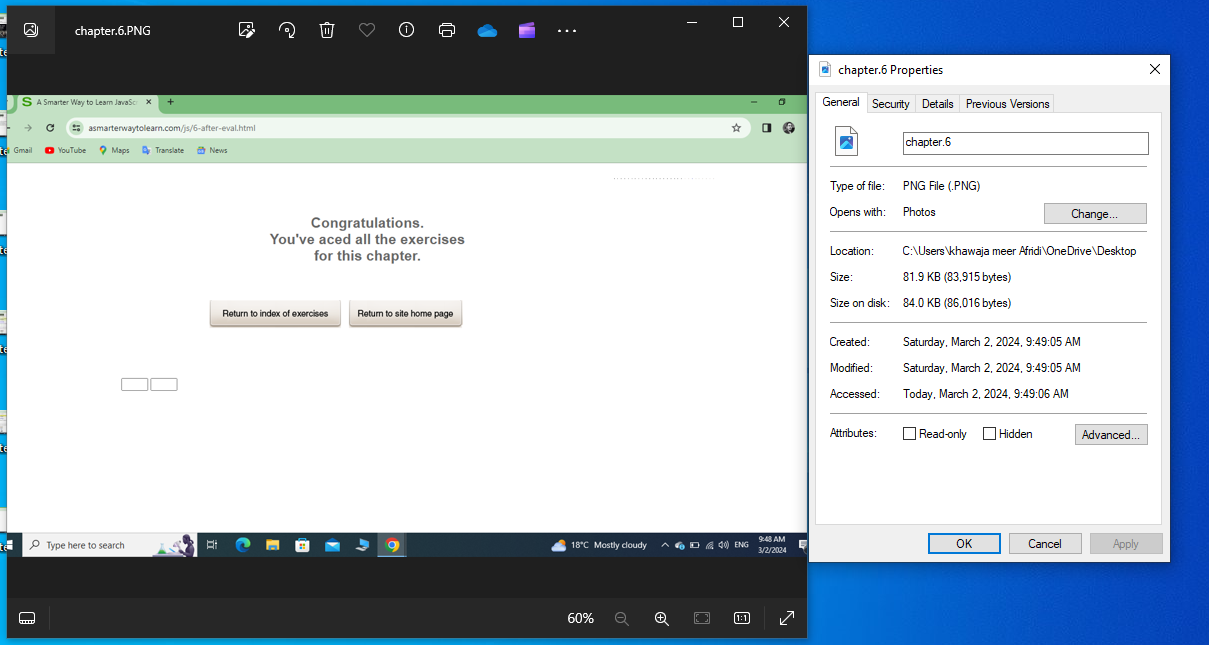 chapter.6.PNG
A Smarter Way to Learn JavaSc
asmarterwaytolearn.com/js/6-after-eval.html
Gmail YouTube Maps Translate News
Congratulations.
You've aced all the exercises
for this chapter.
Return to index of exercises Return to site home page
Type here to search
18°C Mostly cloudy ENG 9:48 AM
3/2/2024
60% 1:1
chapter.6 Properties
General Security Details Previous Versions
chapter.6
Type of file: PNG File (.PNG)
Opens with: Photos Change...
Location: C:\Users\khawaja meer Afridi\OneDrive\Desktop
Size: 81.9 KB (83,915 bytes)
Size on disk: 84.0 KB (86,016 bytes)
Created: Saturday, March 2, 2024, 9:49:05 AM
Modified: Saturday, March 2, 2024, 9:49:05 AM
Accessed: Today, March 2, 2024, 9:49:06 AM
Attributes: Read-only Hidden Advanced...
OK Cancel Apply